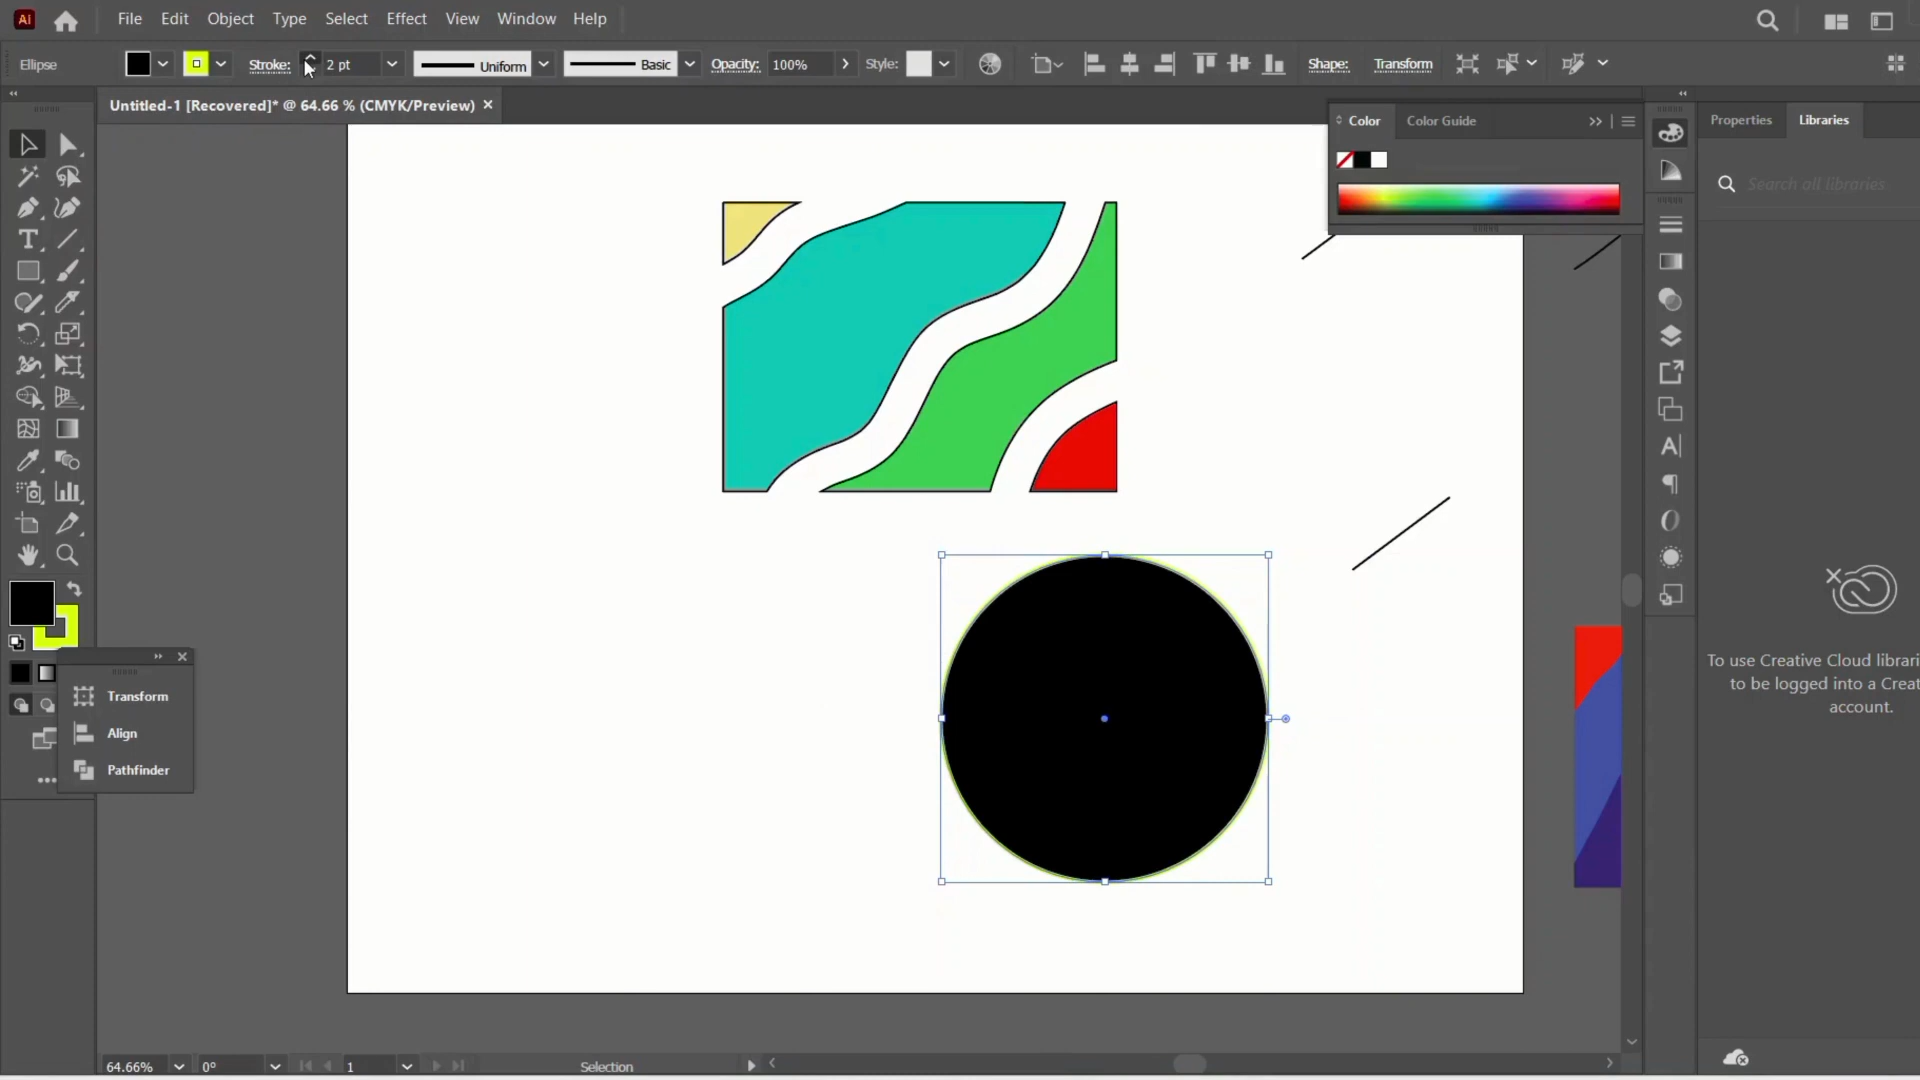 Ai File Edit Object Type Select Effect View Window Help
Ellipse Stroke: 2 pt Uniform Basic Opacity: 100% Style: Shape: Transform
Untitled-1 [Recovered]* @ 64.66 % (CMYK/Preview)
Color Color Guide
Properties Libraries
Search all libraries.
Transform
Align
Pathfinder
To use Creative Cloud librari
to be logged into a Creat
account.
64.66% 0° 1 Selection